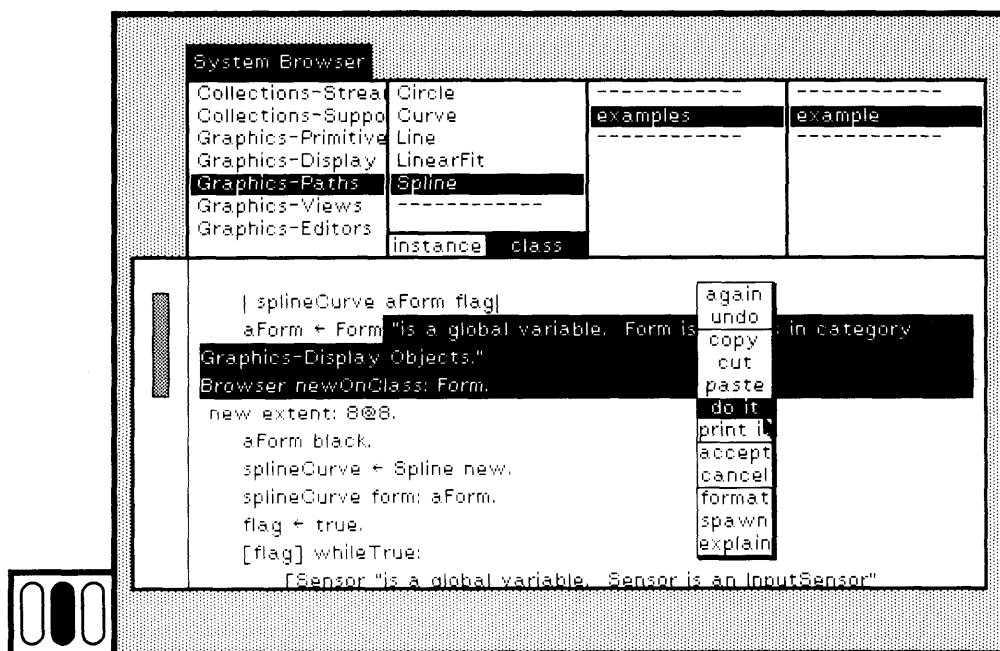 System Browser
Collections-Strea
Collections-Suppo
Graphics-Primitive
Graphics-Display
Graphics-Paths
Graphics-Views
Graphics-Editors
Circle
Curve
Line
LinearFit
Spline
------------
instance class
------------
examples
------------
------------
example
------------
| splineCurve aForm flag|
aForm ← Form "is a global variable. Form is in category
Graphics-Display Objects."
Browser newOnClass: Form.
new extent: 8@8.
aForm black.
splineCurve ← Spline new.
splineCurve form: aForm.
flag ← true.
[flag] whileTrue:
[Sensor "is a global variable. Sensor is an InputSensor"
again
undo
copy
cut
paste
do it
print i
accept
cancel
format
spawn
explain